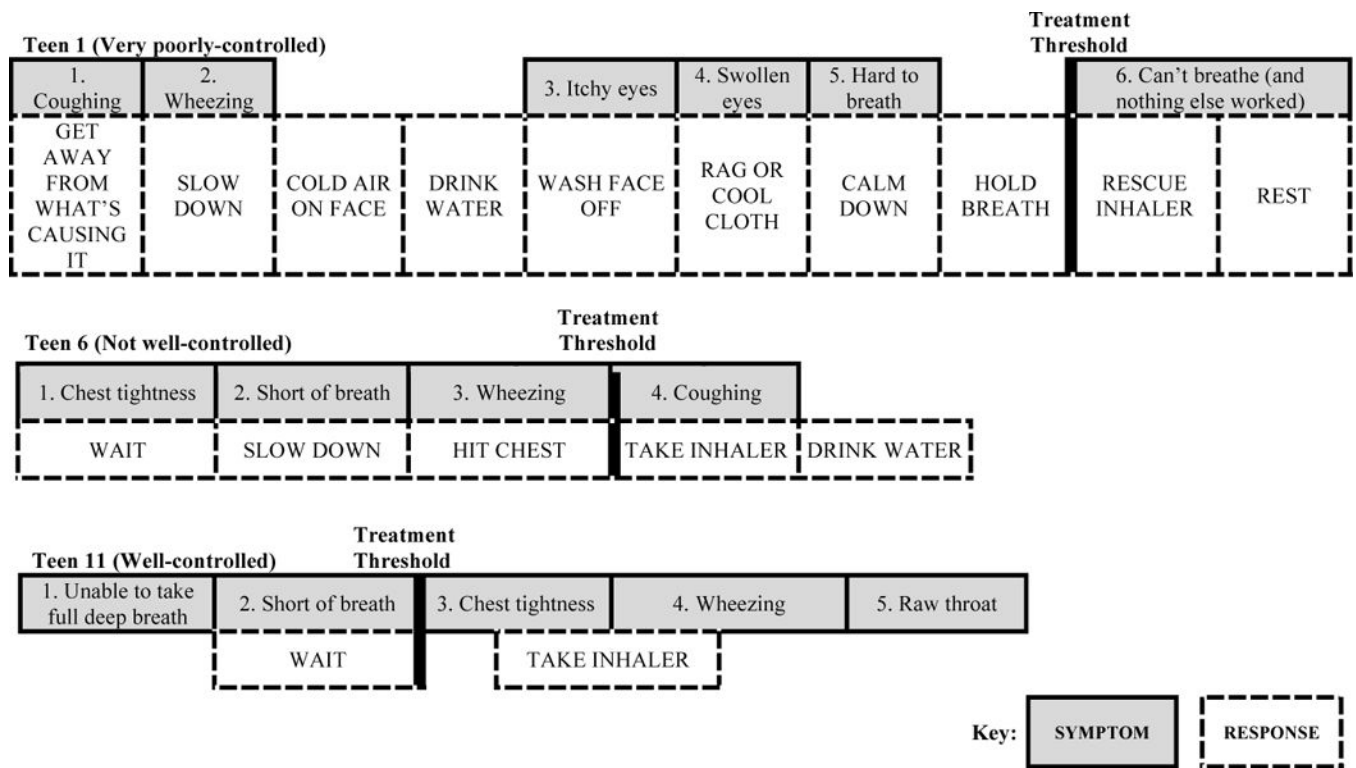 Treatment
Threshold
Teen 1 (Very poorly-controlled)
1.
Coughing
2.
Wheezing
3. Itchy eyes
4. Swollen
eyes
5. Hard to
breath
6. Can't breathe (and
nothing else worked)
GET
AWAY
FROM
WHAT'S
CAUSING
IT
SLOW
DOWN
COLD AIR
ON FACE
DRINK
WATER
WASH FACE
OFF
RAG OR
COOL
CLOTH
CALM
DOWN
HOLD
BREATH
RESCUE
INHALER
REST
Treatment
Threshold
Teen 6 (Not well-controlled)
1. Chest tightness
2. Short of breath
3. Wheezing
4. Coughing
WAIT
SLOW DOWN
HIT CHEST
TAKE INHALER
DRINK WATER
Treatment
Threshold
Teen 11 (Well-controlled)
1. Unable to take
full deep breath
2. Short of breath
3. Chest tightness
4. Wheezing
5. Raw throat
WAIT
TAKE INHALER
Key:
SYMPTOM
RESPONSE